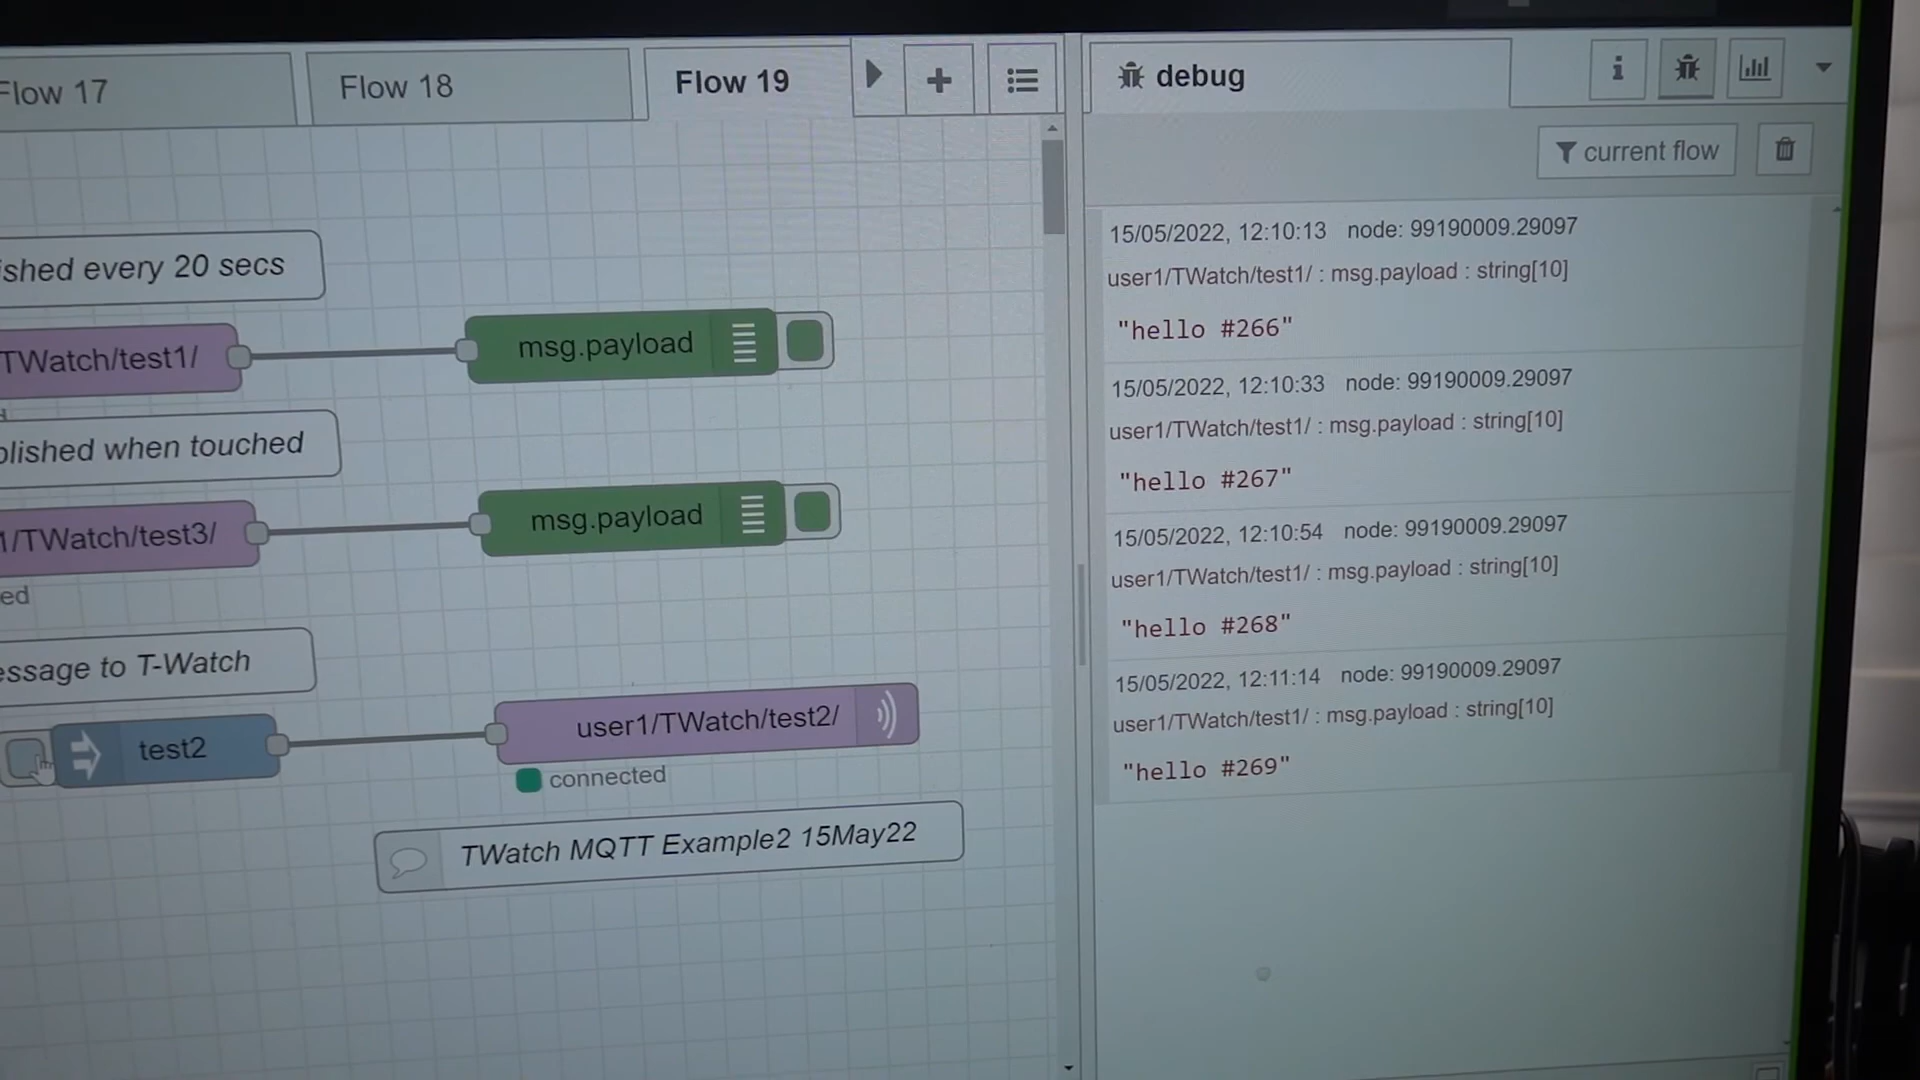 Flow 17
Flow 18
Flow 19
ished every 20 secs
TWatch/test1/
msg.payload
blished when touched
1/TWatch/test3/
msg.payload
ed
essage to T-Watch
test2
user1/TWatch/test2/
connected
TWatch MQTT Example2 15May22
debug
i
current flow
15/05/2022, 12:10:13 node: 99190009.29097
user1/TWatch/test1/ : msg.payload : string[10]
"hello #266"
15/05/2022, 12:10:33 node: 99190009.29097
user1/TWatch/test1/ : msg.payload : string[10]
"hello #267"
15/05/2022, 12:10:54 node: 99190009.29097
user1/TWatch/test1/ : msg.payload : string[10]
"hello #268"
15/05/2022, 12:11:14 node: 99190009.29097
user1/TWatch/test1/ : msg.payload : string[10]
"hello #269"